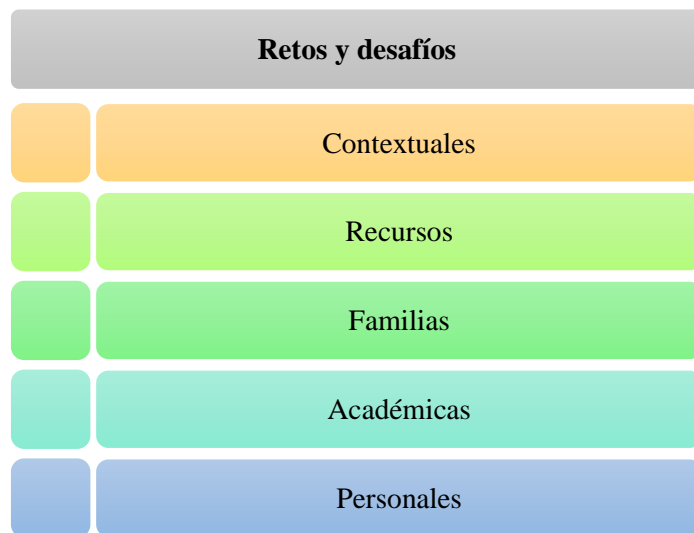 Retos y desafíos
Contextuales
Recursos
Familias
Académicas
Personales